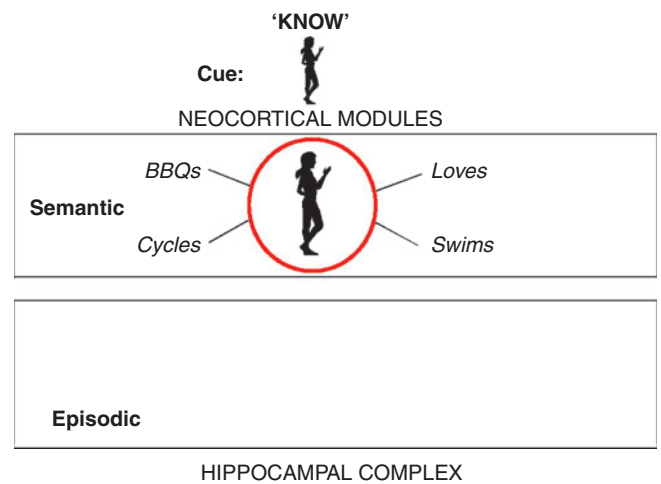 'KNOW'
Cue:
NEOCORTICAL MODULES
BBQs Loves
Semantic
Cycles Swims
Episodic
HIPPOCAMPAL COMPLEX